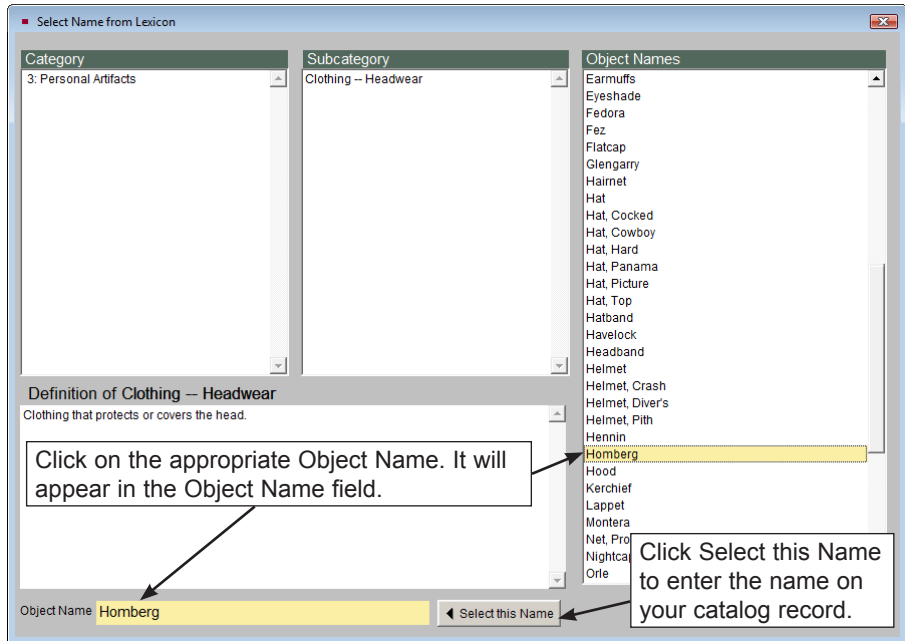 Select Name from Lexicon
Category
3: Personal Artifacts
Subcategory
Clothing -- Headwear
Object Names
Earmuffs
Eyeshade
Fedora
Fez
Flatcap
Glengarry
Hairnet
Hat
Hat, Cocked
Hat, Cowboy
Hat, Hard
Hat, Panama
Hat, Picture
Hat, Top
Hatband
Havelock
Headband
Helmet
Helmet, Crash
Helmet, Diver's
Helmet, Pith
Hennin
Homberg
Hood
Kerchief
Lappet
Montera
Net, Pro
Nightca
Orle
Definition of Clothing -- Headwear
Clothing that protects or covers the head.
Click on the appropriate Object Name. It will
appear in the Object Name field.
Click Select this Name
to enter the name on
your catalog record.
Object Name Homberg
Select this Name